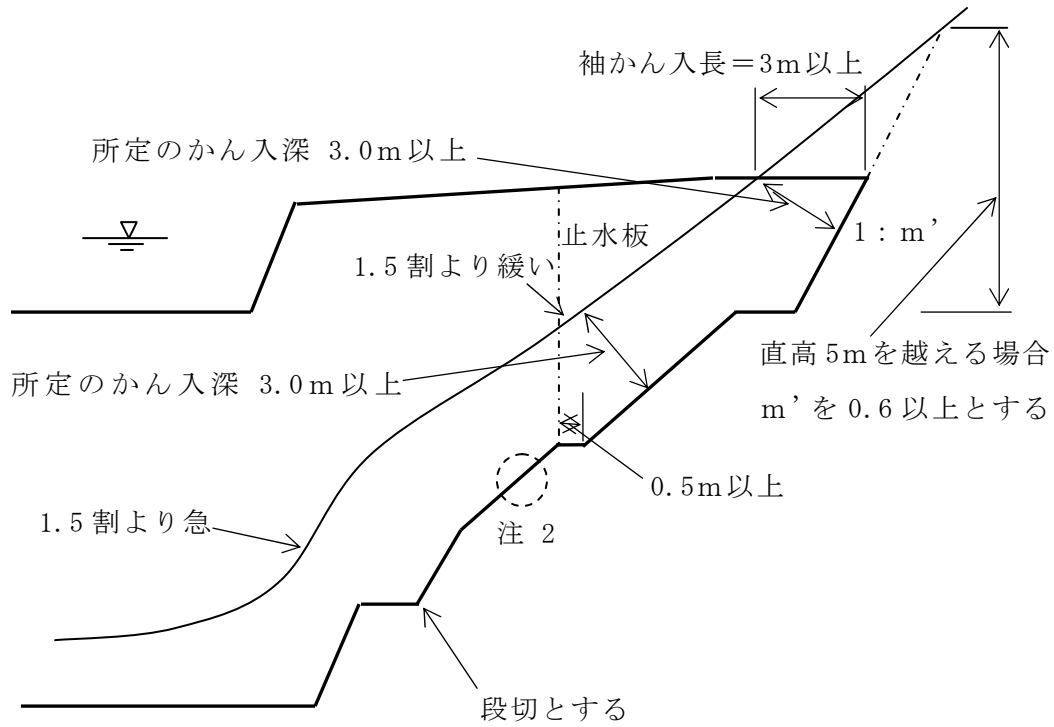 袖かん入長＝3m以上
所定のかん入深 3.0m以上
止水板
1：m’
1.5割より緩い
直高5mを越える場合
m’を0.6以上とする
所定のかん入深 3.0m以上
0.5m以上
1.5割より急
注 2
段切とする